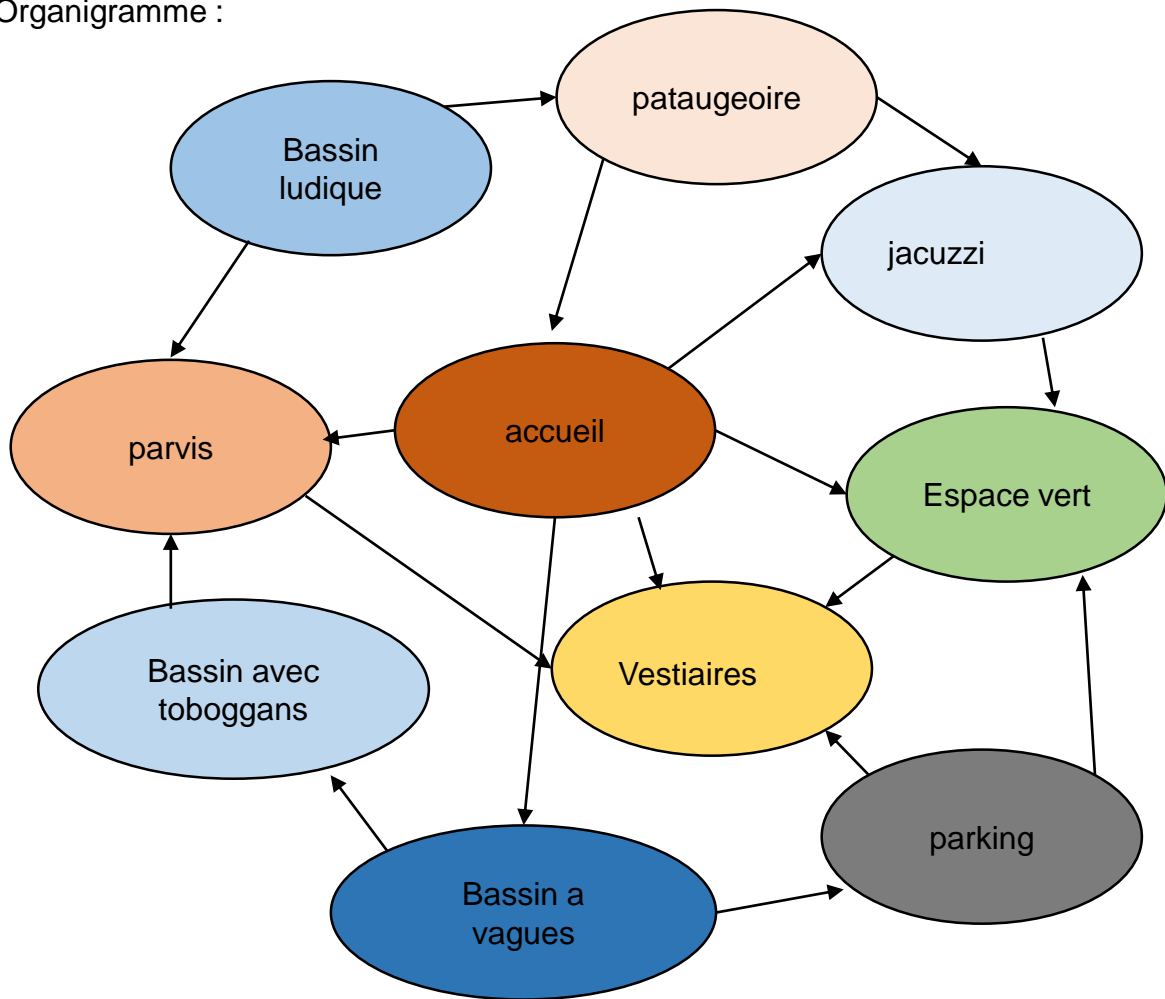 Organigramme :
pataugeoire
Bassin
ludique
jacuzzi
accueil
parvis
Espace vert
Bassin avec
toboggans
Vestiaires
parking
Bassin a
vagues